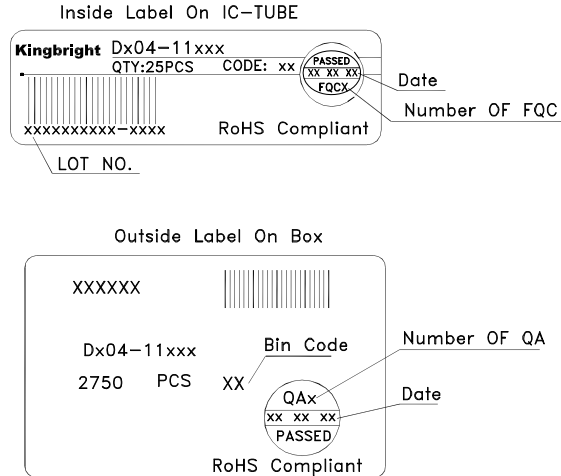 Inside Label On IC-TUBE
Kingbright Dx04-11xxx
QTY:25PCS CODE: xx
PASSED
xx xx xx
FQCX
Date
Number OF FQC
xxxxxxxxxx-xxxx
RoHS Compliant
LOT NO.
Outside Label On Box
XXXXXX
Dx04-11xxx
Bin Code
Number OF QA
2750 PCS XX
QAx
Date
xx xx xx
PASSED
RoHS Compliant